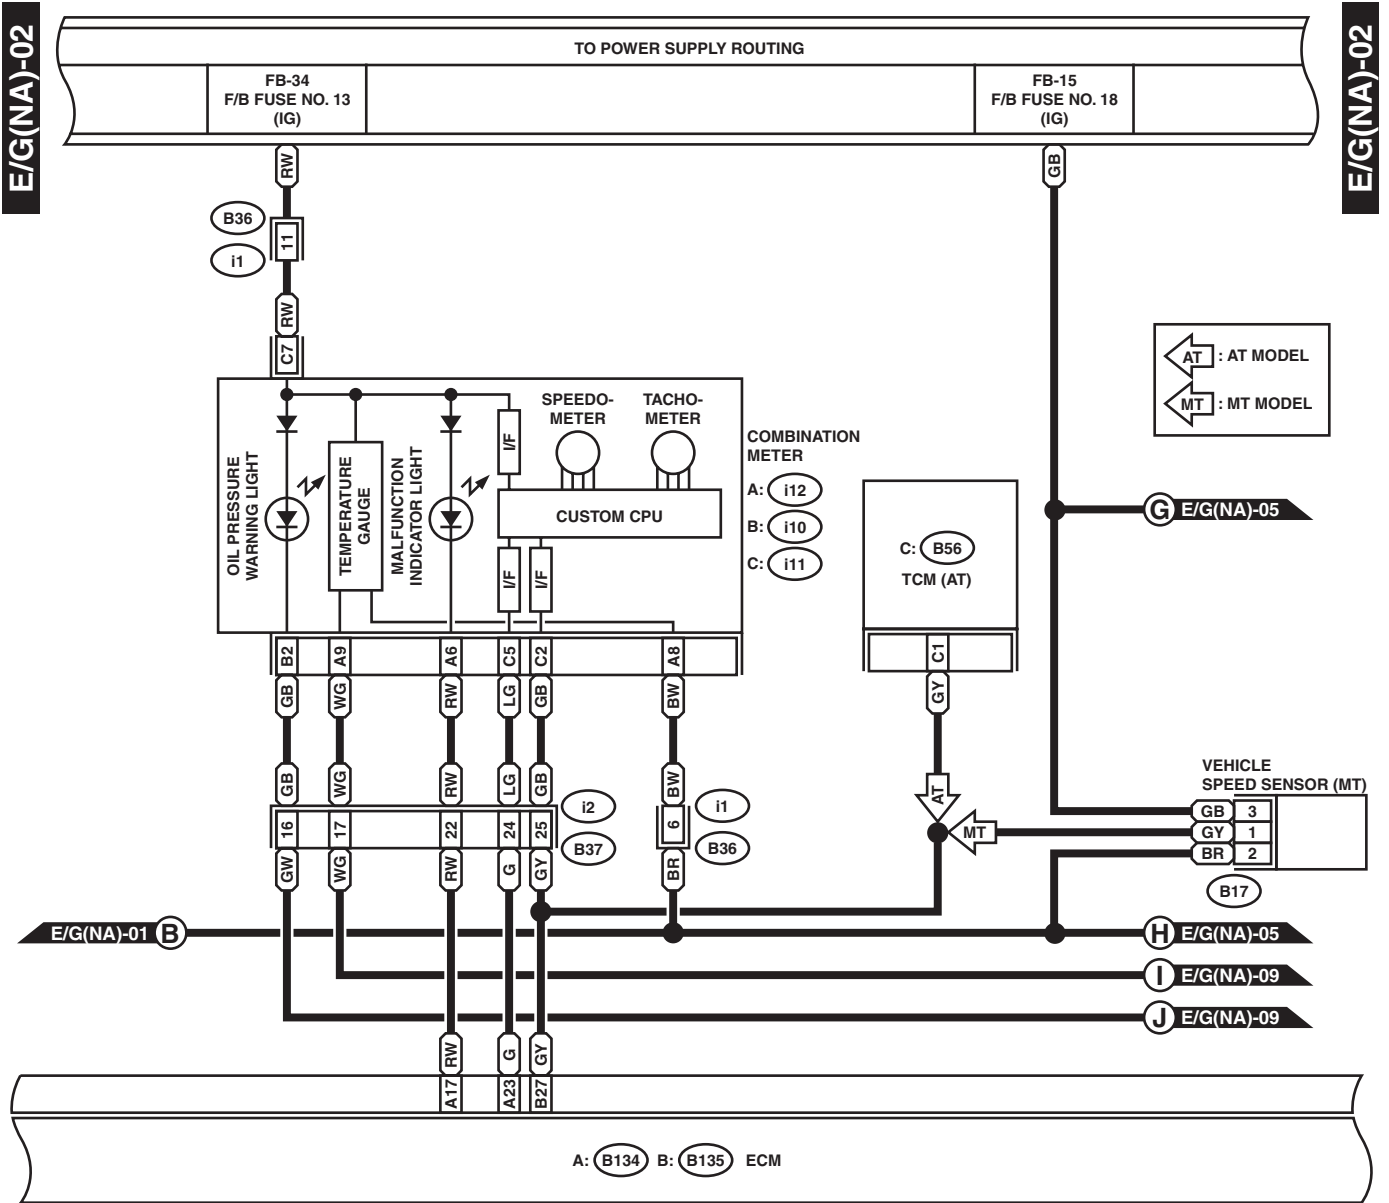 E/G(NA)-02
E/G(NA)-02
TO POWER SUPPLY ROUTING
FB-34
F/B FUSE NO. 13
(IG)
FB-15
F/B FUSE NO. 18
(IG)
RW
GB
B36
11
i1
RW
C7
AT : AT MODEL
MT : MT MODEL
SPEEDO-
METER
TACHO-
METER
I/F
OIL PRESSURE
WARNING LIGHT
TEMPERATURE
GAUGE
MALFUNCTION
INDICATOR LIGHT
CUSTOM CPU
I/F
I/F
COMBINATION
METER
A: i12
B: i10
C: i11
C: B56
TCM (AT)
G E/G(NA)-05
B2 A9 A6 C5 C2 A8
C1
GB WG RW LG GB BW
GY
GB WG RW LG GB BW
AT
VEHICLE
SPEED SENSOR (MT)
16 17 22 24 25
i2
B37
6
i1
B36
MT
GB 3
GY 1
BR 2
B17
GW WG RW G GY BR
E/G(NA)-01 B
H E/G(NA)-05
I E/G(NA)-09
J E/G(NA)-09
RW G GY
A17 A23 B27
A: B134 B: B135 ECM